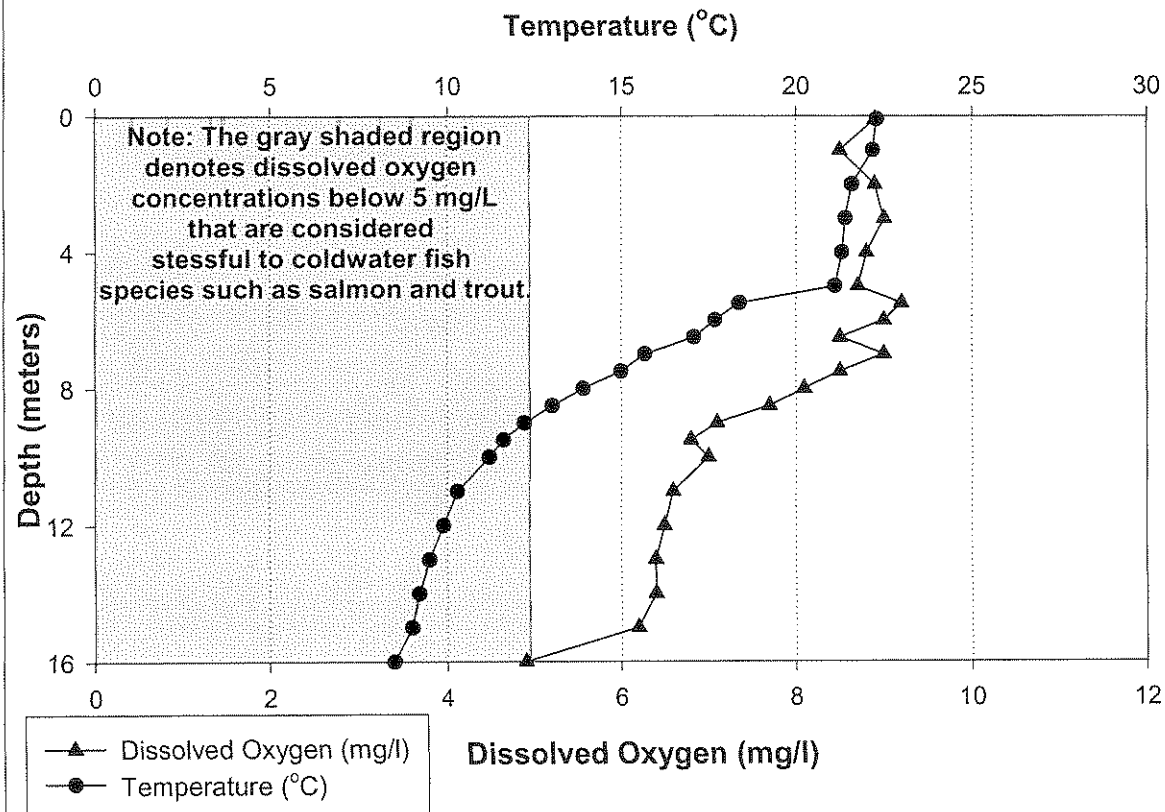 Temperature (°C)
0 5 10 15 20 25 30
Note: The gray shaded region
denotes dissolved oxygen
concentrations below 5 mg/L
that are considered
stessful to coldwater fish
species such as salmon and trout.
Depth (meters)
0
4
8
12
16
0 2 4 6 8 10 12
Dissolved Oxygen (mg/l)
Dissolved Oxygen (mg/l)
Temperature (°C)